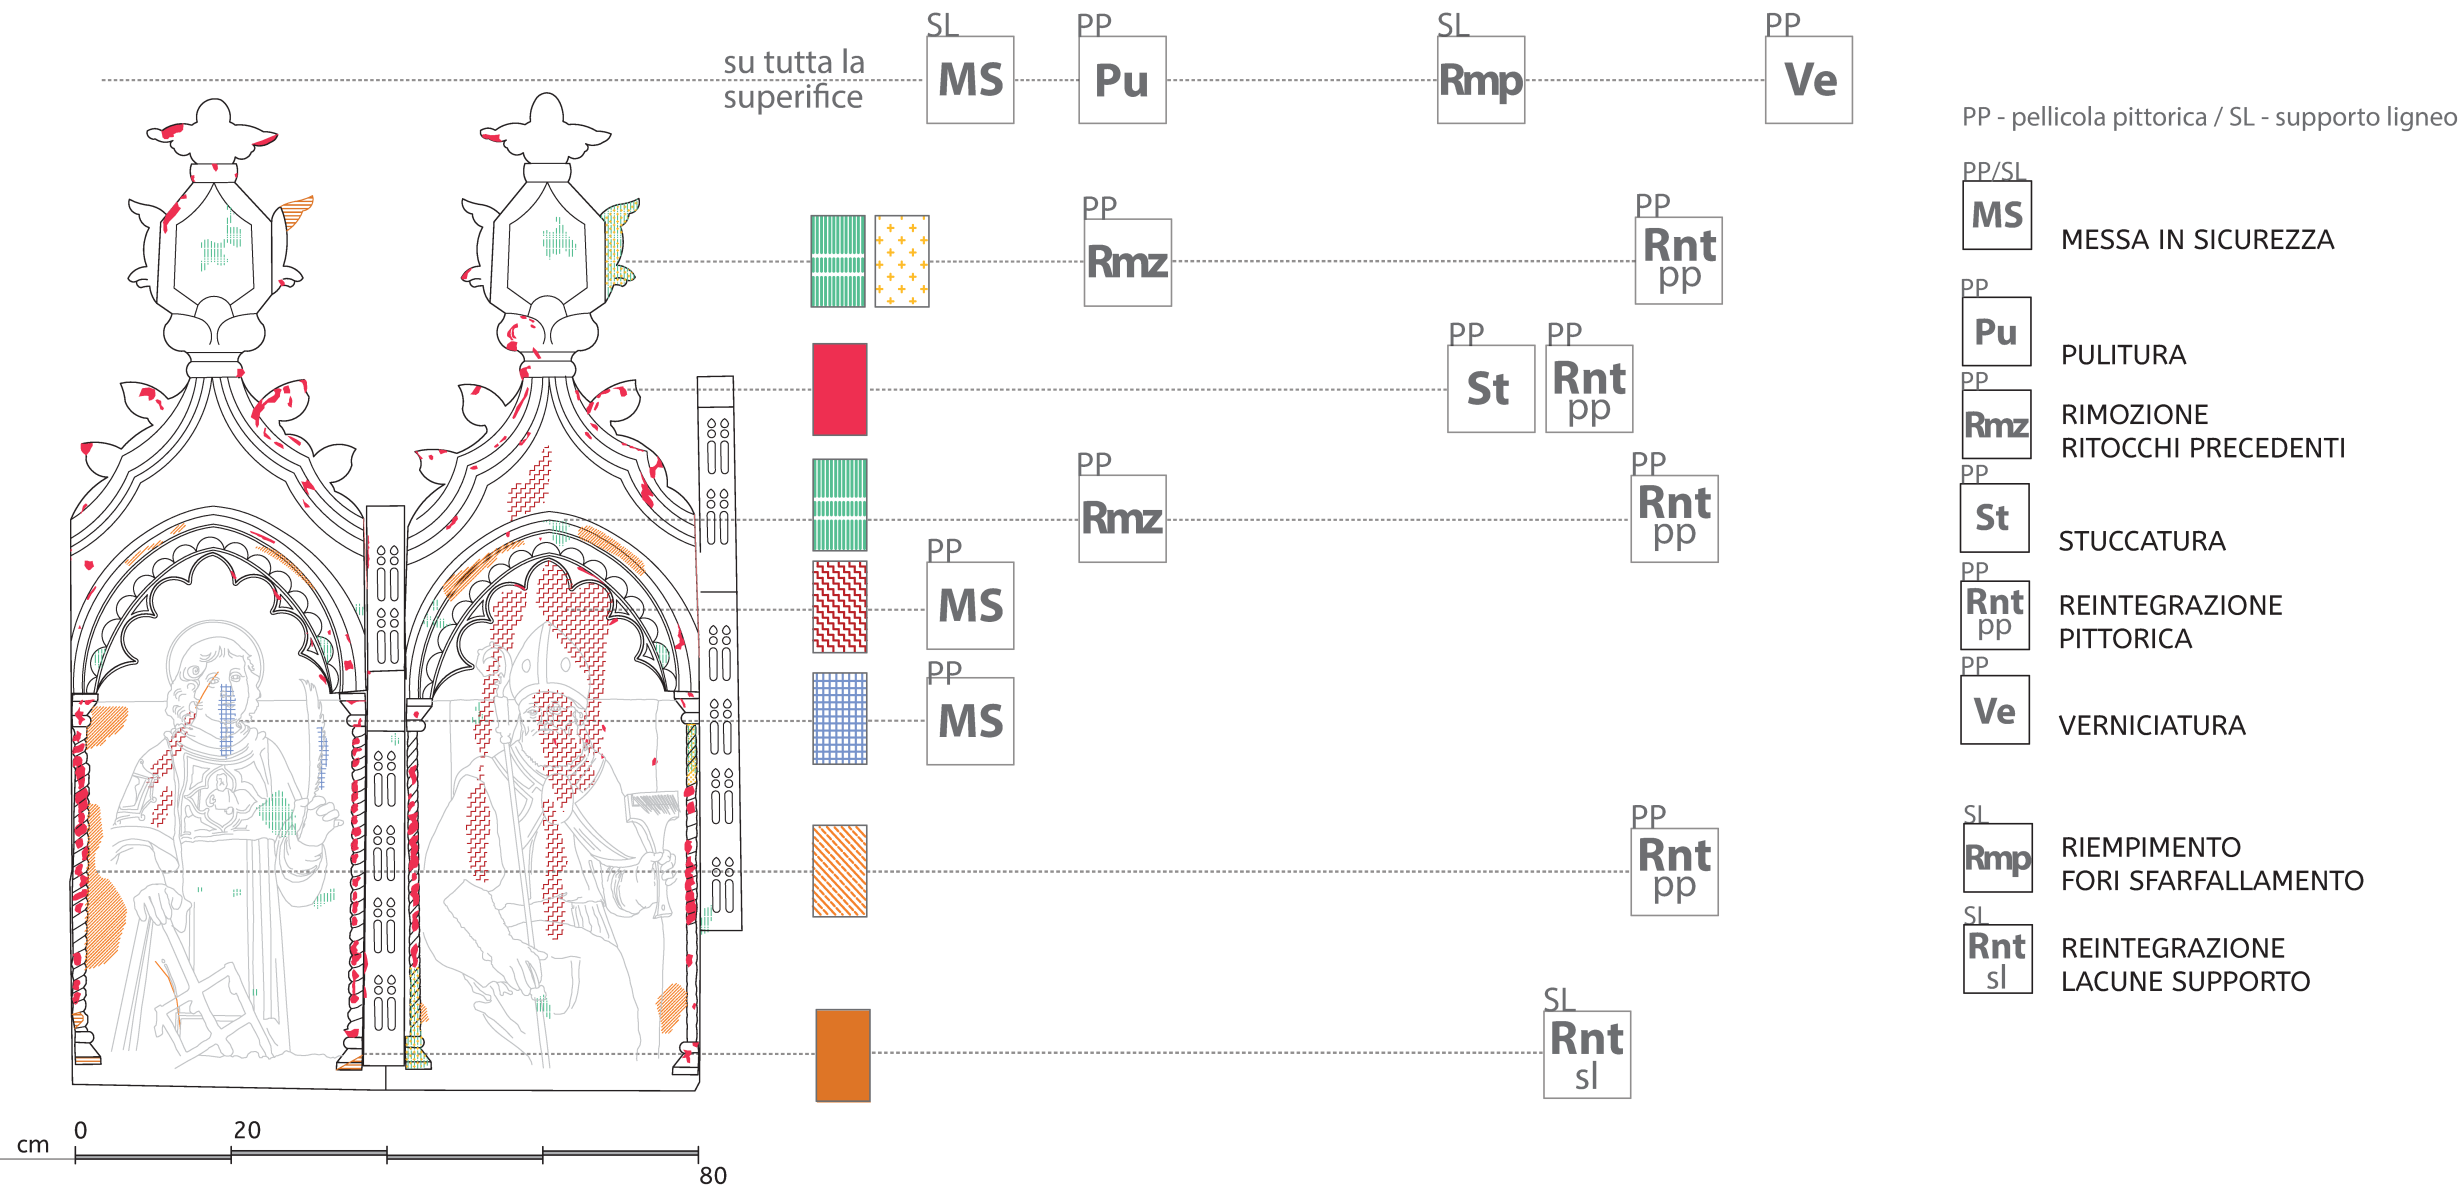 SL PP SL PP
su tutta la
superifice
MS Pu Rmp Ve
PP PP
Rmz Rnt
pp
PP PP
St Rnt
pp
PP PP
Rmz Rnt
pp
PP
MS
PP
MS
PP
Rnt
pp
SL
Rnt
sl
cm 0 20 80
PP - pellicola pittorica / SL - supporto ligneo
PP/SL
MS MESSA IN SICUREZZA
PP
Pu PULITURA
PP
Rmz RIMOZIONE
RITOCCHI PRECEDENTI
PP
St STUCCATURA
PP
Rnt REINTEGRAZIONE
pp PITTORICA
PP
Ve VERNICIATURA
SL
Rmp RIEMPIMENTO
FORI SFARFALLAMENTO
SL
Rnt REINTEGRAZIONE
sl LACUNE SUPPORTO